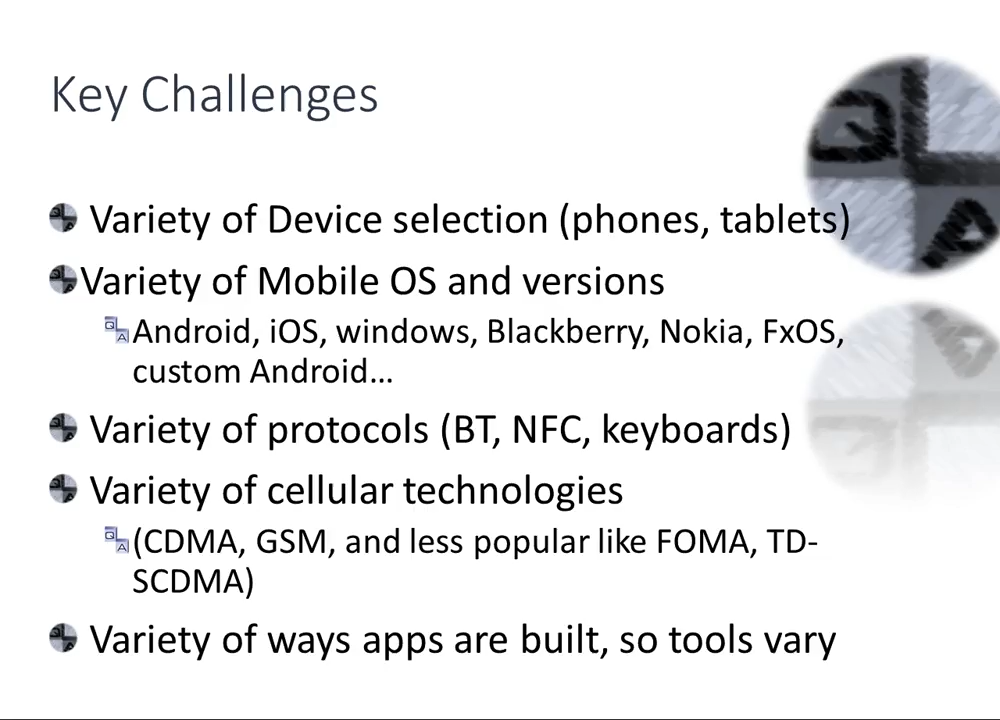 Key Challenges
Variety of Device selection (phones, tablets)
Variety of Mobile OS and versions
Android, iOS, windows, Blackberry, Nokia, FxOS,
custom Android...
Variety of protocols (BT, NFC, keyboards)
Variety of cellular technologies
(CDMA, GSM, and less popular like FOMA, TD-
SCDMA)
Variety of ways apps are built, so tools vary